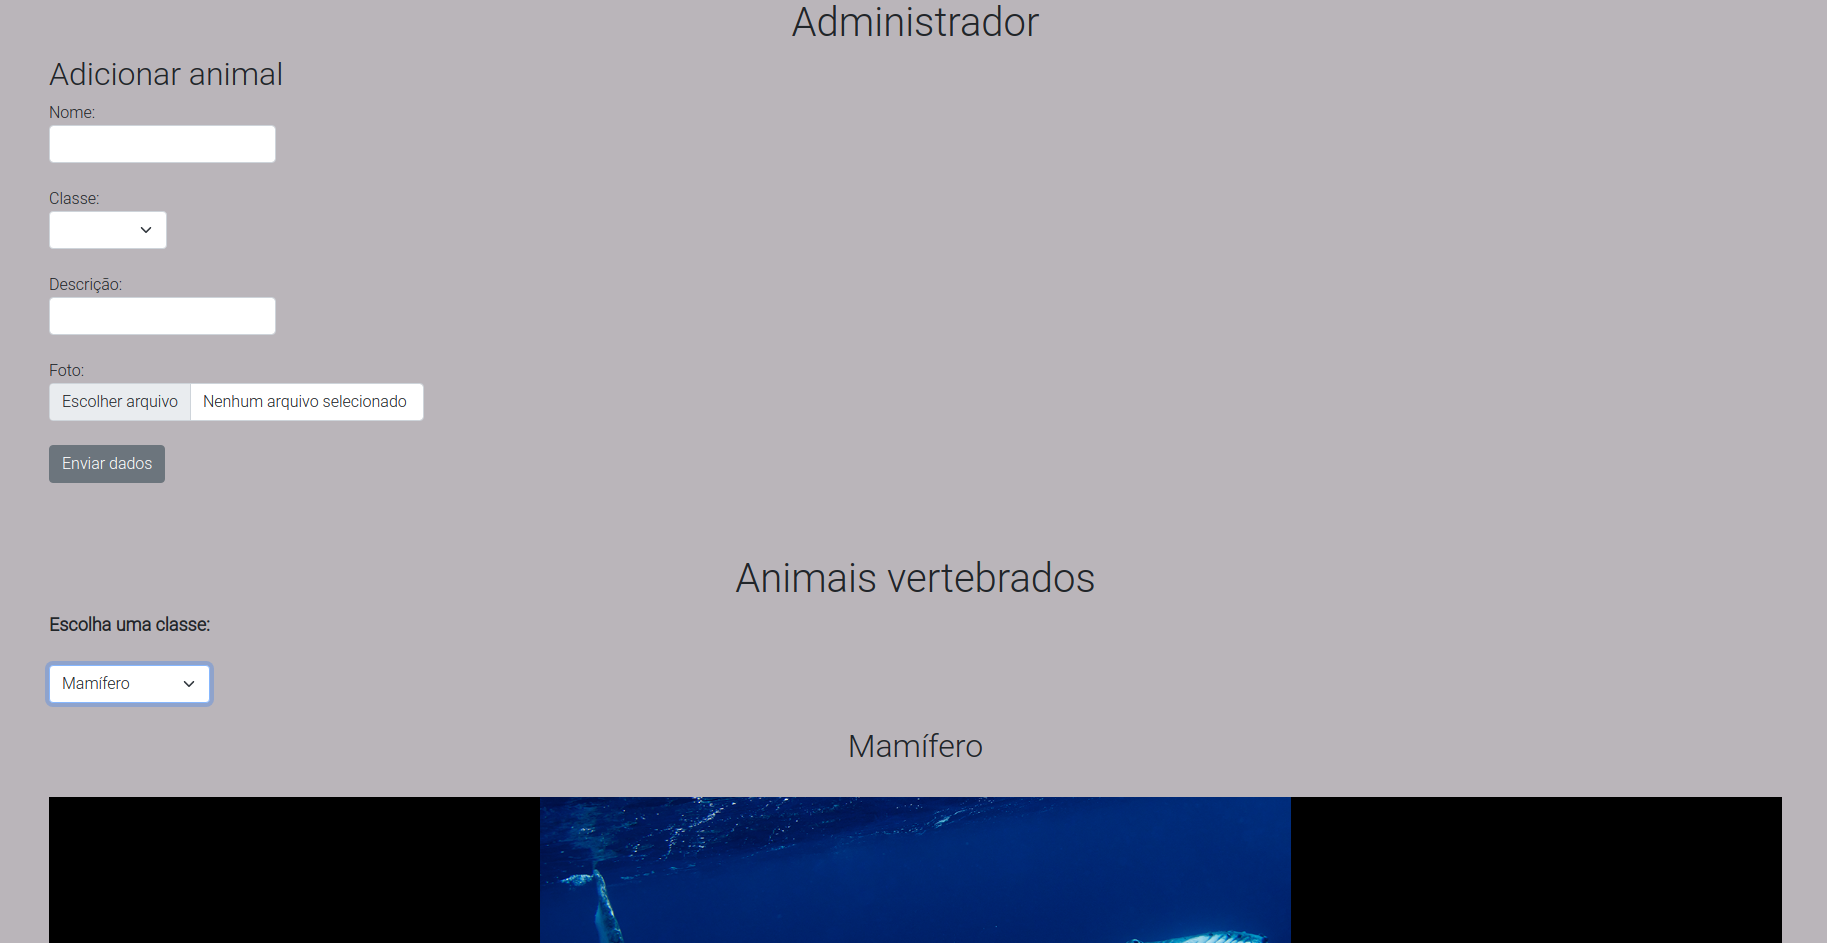 Administrador
Adicionar animal
Nome:
Classe:
Descrição:
Foto:
Escolher arquivo Nenhum arquivo selecionado
Enviar dados
Animais vertebrados
Escolha uma classe:
Mamífero
Mamífero